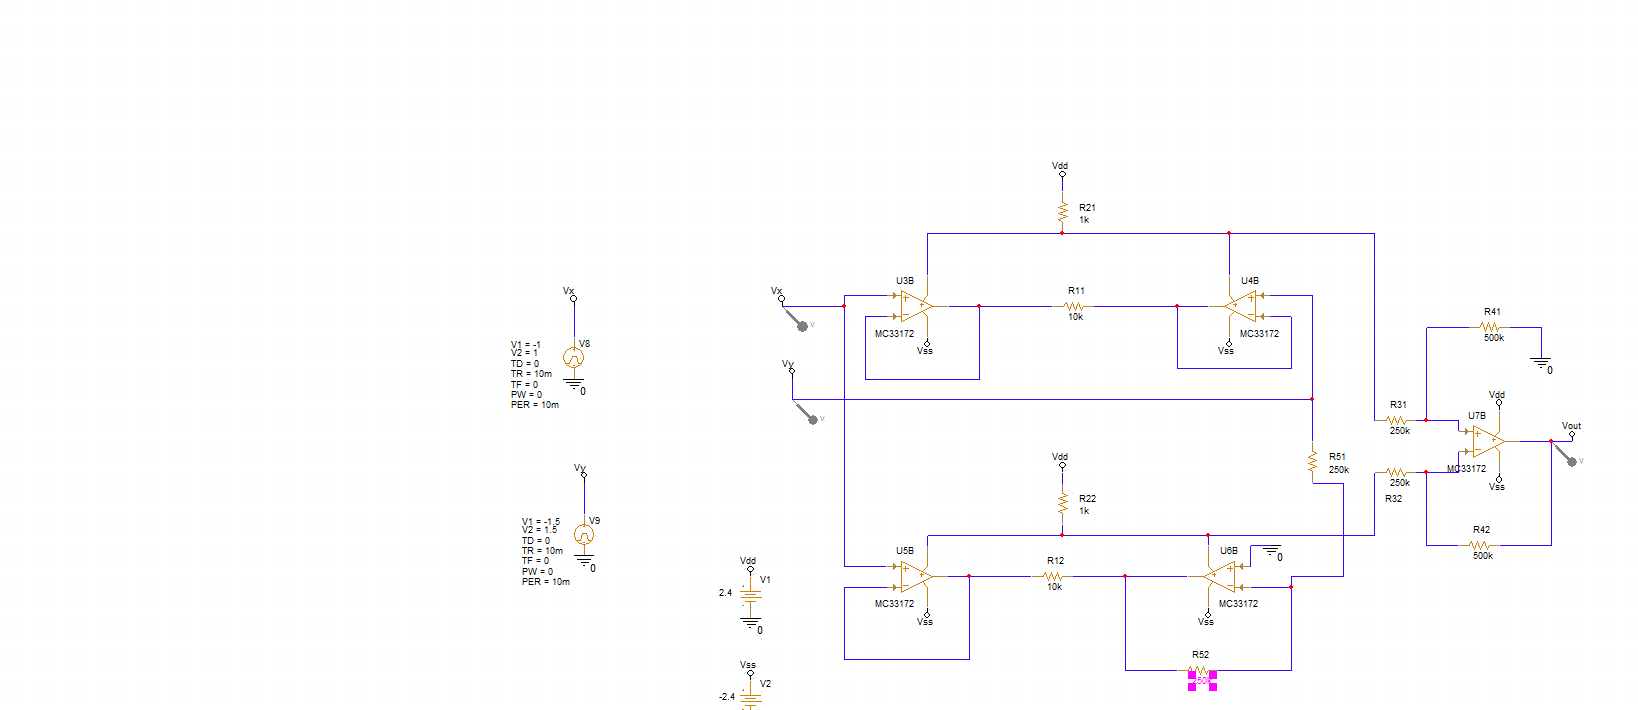 Vdd
R21
1k
Vx
V8
V1 = -1
V2 = 1
TD = 0
TR = 10m
TF = 0
PW = 0
PER = 10m
0
Vx
V
U3B
+
-
+
MC33172
Vss
R11
10k
U4B
+
-
+
MC33172
Vss
Vy
V
R41
500k
0
Vdd
R31
250k
U7B
+
-
+
MC33172
Vss
Vout
V
250k
R32
R42
500k
Vy
V9
V1 = -1.5
V2 = 1.5
TD = 0
TR = 10m
TF = 0
PW = 0
PER = 10m
0
Vdd
R22
1k
R51
250k
U5B
+
-
+
MC33172
Vss
R12
10k
U6B
+
-
+
MC33172
Vss
0
R52
Vdd
V1
2.4
0
Vss
V2
-2.4